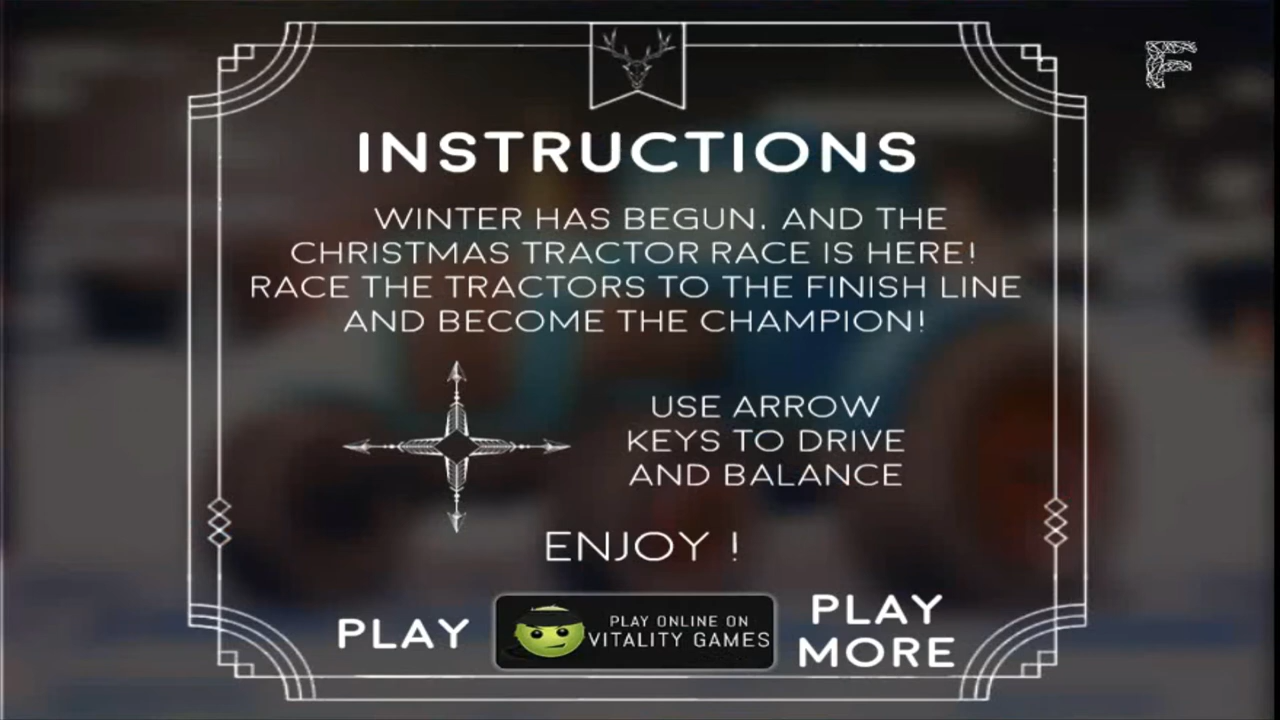 F
INSTRUCTIONS
WINTER HAS BEGUN. AND THE
CHRISTMAS TRACTOR RACE IS HERE!
RACE THE TRACTORS TO THE FINISH LINE
AND BECOME THE CHAMPION!
USE ARROW
KEYS TO DRIVE
AND BALANCE
ENJOY !
PLAY
PLAY ONLINE ON
VITALITY GAMES
PLAY
MORE